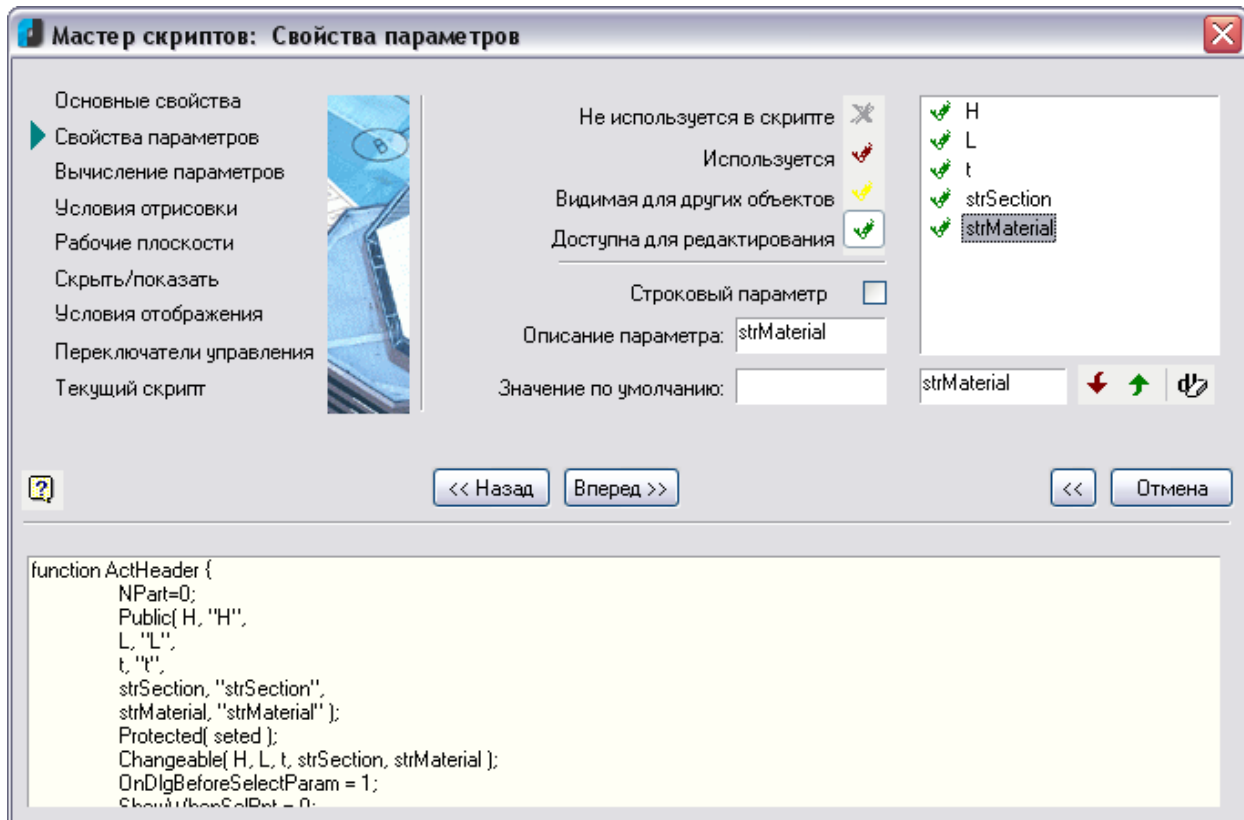 Мастер скриптов: Свойства параметров
Основные свойства
Свойства параметров
Вычисление параметров
Условия отрисовки
Рабочие плоскости
Скрыть/показать
Условия отображения
Переключатели управления
Текущий скрипт
Не используется в скрипте
Используется
Видимая для других объектов
Доступна для редактирования
Строковый параметр
Описание параметра: strMaterial
Значение по умолчанию:
H
L
t
strSection
strMaterial
strMaterial
<< Назад
Вперед >>
<<
Отмена
function ActHeader {
NPart=0;
Public( H, "H",
L, "L",
t, "t",
strSection, "strSection",
strMaterial, "strMaterial" );
Protected( seted );
Changeable( H, L, t, strSection, strMaterial );
OnDlgBeforeSelectParam = 1;